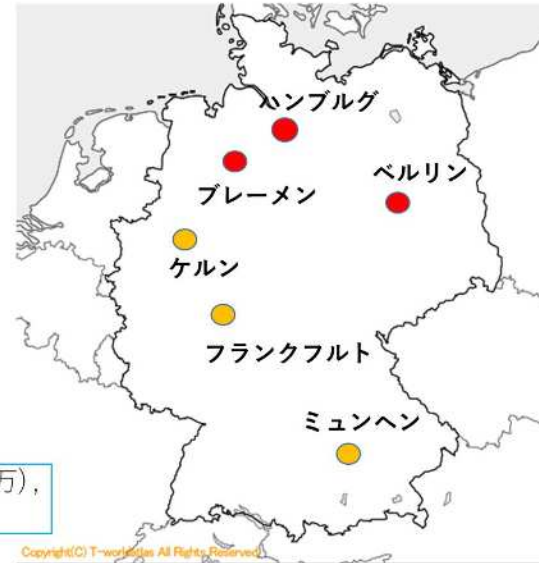 ハンブルグ
ベルリン
ブレーメン
ケルン
フランクフルト
ミュンヘン
万),
Copyright(C) T-worldatlas All Rights Reserved